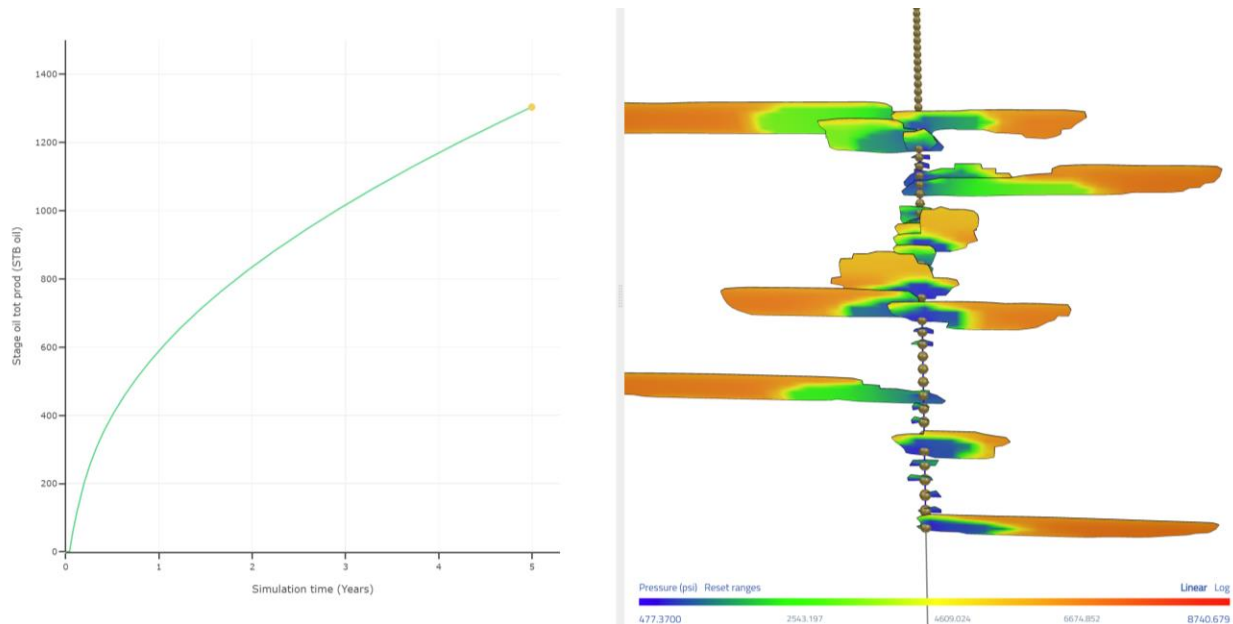 1400
1200
1000
800
600
400
200
0
Stage oil tot prod (STB oil)
0 1 2 3 4 5
Simulation time (Years)
Pressure (psi) Reset ranges Linear Log
477.3700 2543.197 4609.024 6674.852 8740.679